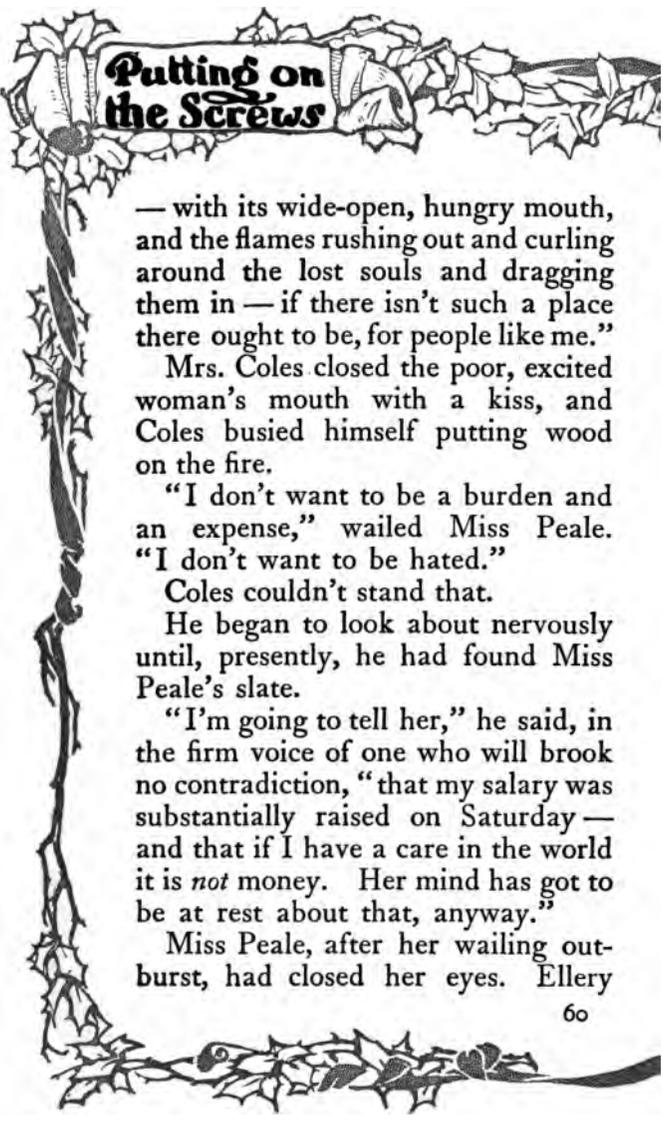 Putting on
the Screws
— with its wide-open, hungry mouth,
and the flames rushing out and curling
around the lost souls and dragging
them in — if there isn't such a place
there ought to be, for people like me."
Mrs. Coles closed the poor, excited
woman's mouth with a kiss, and
Coles busied himself putting wood
on the fire.
"I don't want to be a burden and
an expense," wailed Miss Peale.
"I don't want to be hated."
Coles couldn't stand that.
He began to look about nervously
until, presently, he had found Miss
Peale's slate.
"I'm going to tell her," he said, in
the firm voice of one who will brook
no contradiction, "that my salary was
substantially raised on Saturday —
and that if I have a care in the world
it is not money. Her mind has got to
be at rest about that, anyway."
Miss Peale, after her wailing out-
burst, had closed her eyes. Ellery
60